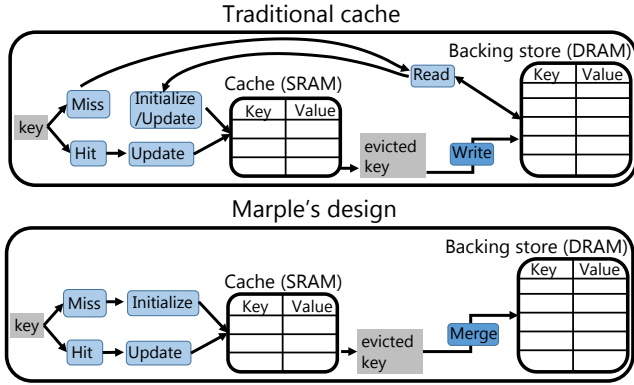 Traditional cache
Backing store (DRAM)
Key Value
Read
Cache (SRAM)
Key Value
Miss
Initialize
/Update
key
Hit
Update
evicted
key
Write
Marple's design
Backing store (DRAM)
Key Value
Cache (SRAM)
Key Value
Miss
Initialize
key
Hit
Update
evicted
key
Merge